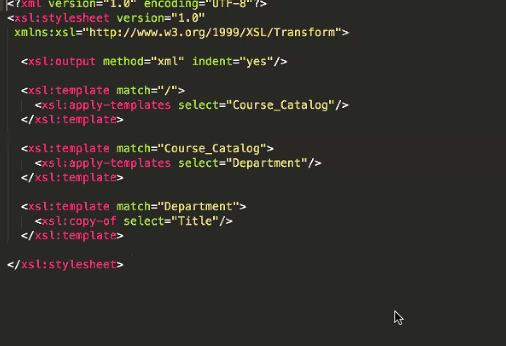 <?xml version="1.0" encoding="UTF-8"?>
<xsl:stylesheet version="1.0"
xmlns:xsl="http://www.w3.org/1999/XSL/Transform">
<xsl:output method="xml" indent="yes"/>
<xsl:template match="/">
<xsl:apply-templates select="Course_Catalog"/>
</xsl:template>
<xsl:template match="Course_Catalog">
<xsl:apply-templates select="Department"/>
</xsl:template>
<xsl:template match="Department">
<xsl:copy-of select="Title"/>
</xsl:template>
</xsl:stylesheet>